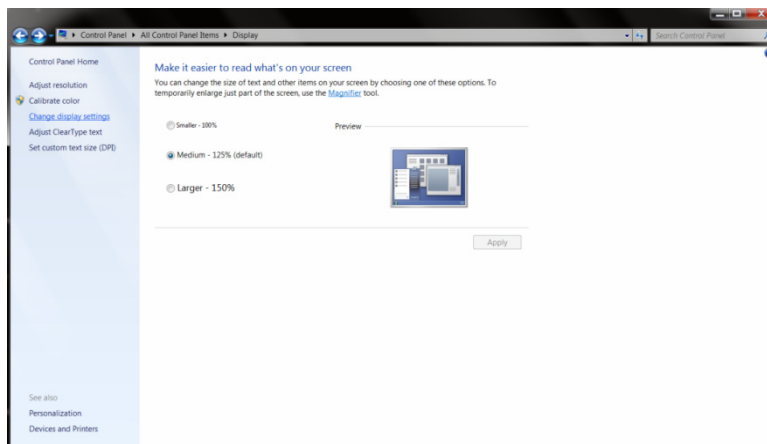 Control Panel ▸ All Control Panel Items ▸ Display
Search Control Panel
Control Panel Home
Adjust resolution
Calibrate color
Change display settings
Adjust ClearType text
Set custom text size (DPI)
Make it easier to read what's on your screen
You can change the size of text and other items on your screen by choosing one of these options. To
temporarily enlarge just part of the screen, use the Magnifier tool.
Smaller - 100%
Preview
Medium - 125% (default)
Larger - 150%
Apply
See also
Personalization
Devices and Printers